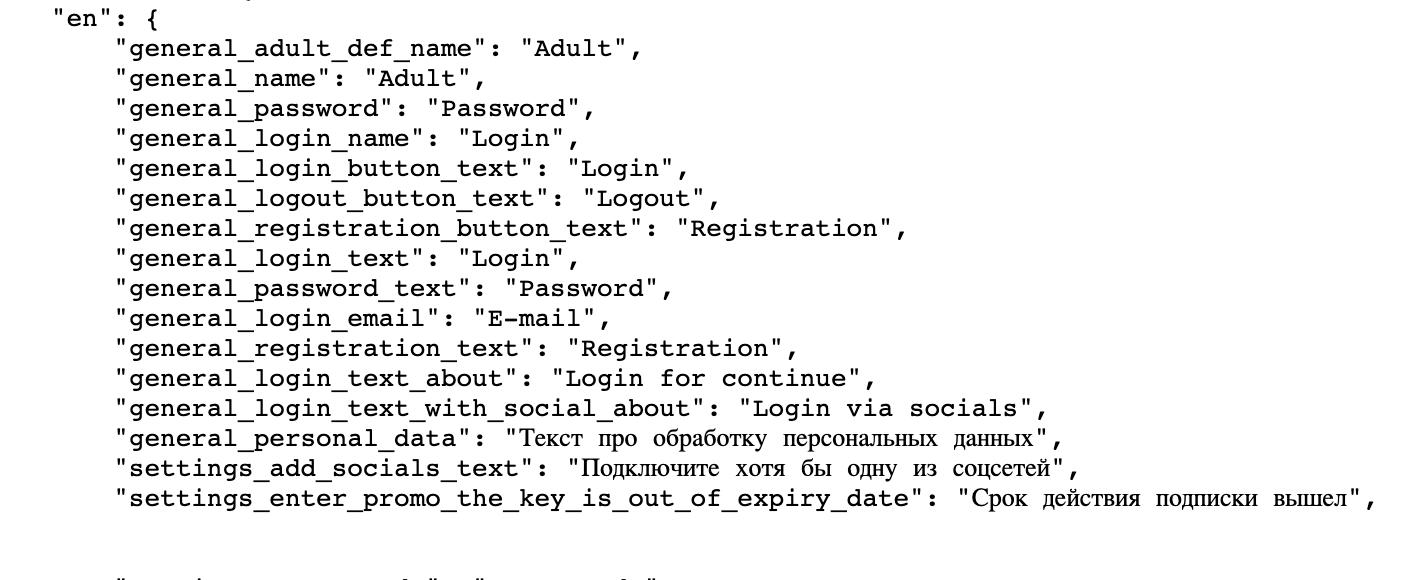 "en": {
"general_adult_def_name": "Adult",
"general_name": "Adult",
"general_password": "Password",
"general_login_name": "Login",
"general_login_button_text": "Login",
"general_logout_button_text": "Logout",
"general_registration_button_text": "Registration",
"general_login_text": "Login",
"general_password_text": "Password",
"general_login_email": "E-mail",
"general_registration_text": "Registration",
"general_login_text_about": "Login for continue",
"general_login_text_with_social_about": "Login via socials",
"general_personal_data": "Текст про обработку персональных данных",
"settings_add_socials_text": "Подключите хотя бы одну из соцсетей",
"settings_enter_promo_the_key_is_out_of_expiry_date": "Срок действия подписки вышел",